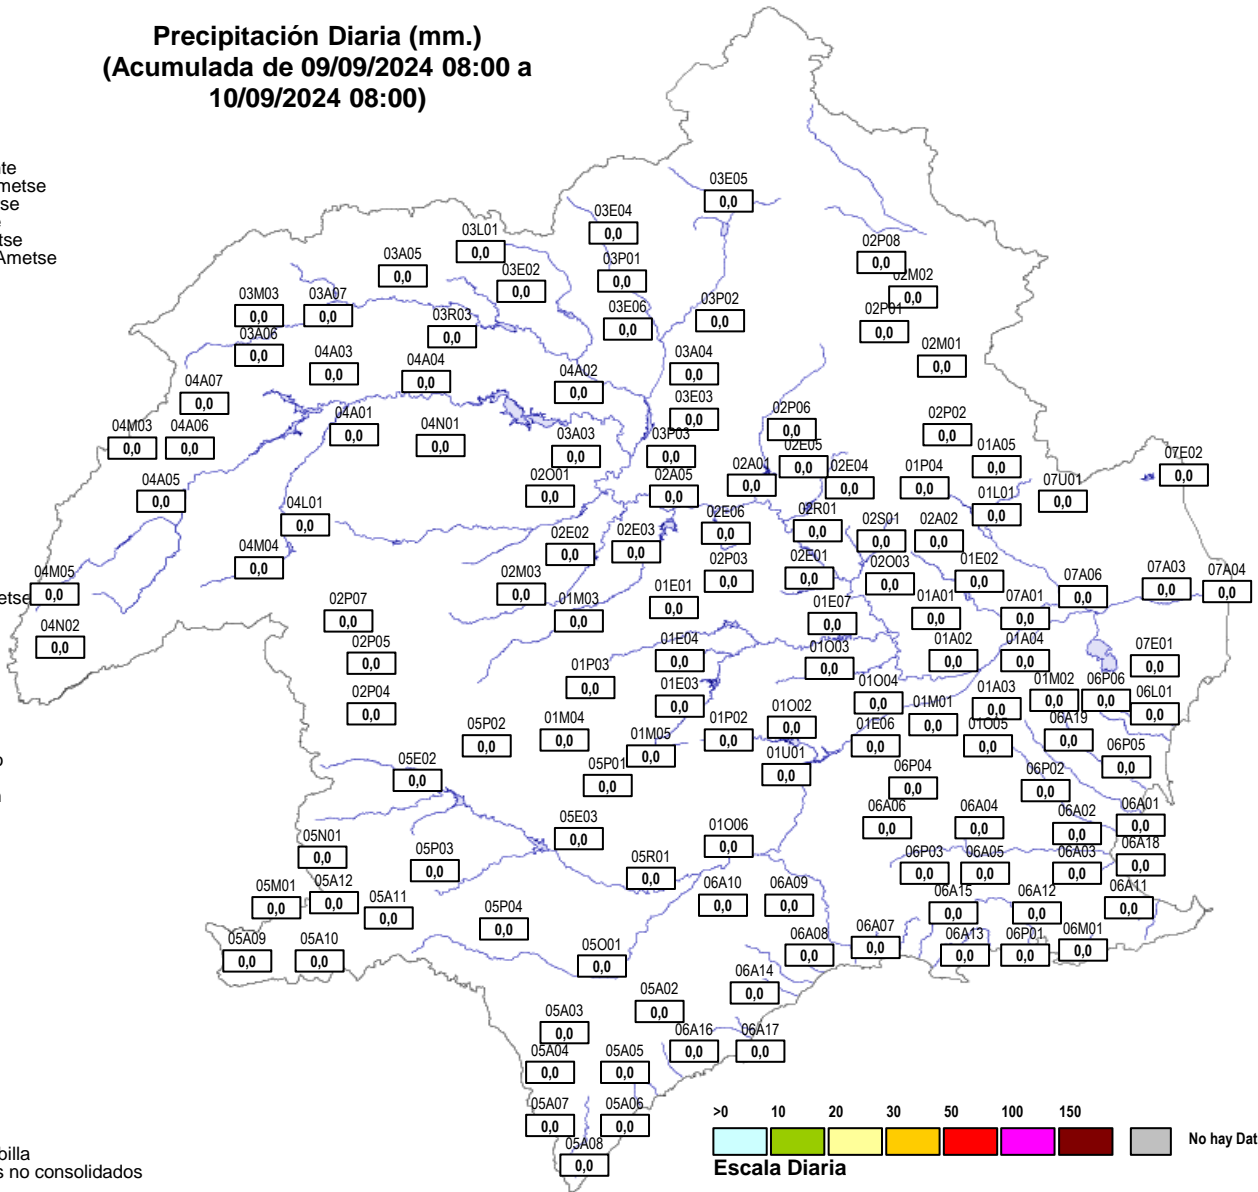 Precipitación Diaria (mm.)
(Acumulada de 09/09/2024 08:00 a
10/09/2024 08:00)
03E05
0,0
03E04
0,0
03L01
0,0
03A05
0,0
03P01
0,0
03E02
0,0
02P08
0,0
02M02
0,0
03M03
0,0
03A07
0,0
03R03
0,0
03E06
0,0
03P02
0,0
02P01
0,0
03A06
0,0
04A03
0,0
04A04
0,0
04A02
0,0
03A04
0,0
02M01
0,0
04A07
0,0
04A01
0,0
04N01
0,0
03E03
0,0
02P06
0,0
02P02
0,0
04M03
0,0
04A06
0,0
03A03
0,0
03P03
0,0
02E05
0,0
01A05
0,0
07E02
0,0
04A05
0,0
02O01
0,0
02A05
0,0
02A01
0,0
02E04
0,0
01P04
0,0
07U01
0,0
04L01
0,0
01L01
0,0
02E06
0,0
02R01
0,0
02S01
0,0
02A02
0,0
02E02
0,0
02E03
0,0
04M04
0,0
02P03
0,0
02E01
0,0
02O03
0,0
01E02
0,0
04M05
0,0
02M03
0,0
07A06
0,0
07A03
0,0
07A04
0,0
02P07
0,0
01M03
0,0
01E01
0,0
01E07
0,0
01A01
0,0
07A01
0,0
04N02
0,0
02P05
0,0
01E04
0,0
01O03
0,0
01A02
0,0
01A04
0,0
07E01
0,0
02P04
0,0
01P03
0,0
01E03
0,0
01O04
0,0
01A03
0,0
01M02
0,0
06P06
0,0
06L01
0,0
05P02
0,0
01M04
0,0
01M05
0,0
01P02
0,0
01O02
0,0
01M01
0,0
01E06
0,0
01O05
0,0
06A19
0,0
05E02
0,0
05P01
0,0
01U01
0,0
06P04
0,0
06P02
0,0
06P05
0,0
05E03
0,0
01O06
0,0
06A06
0,0
06A04
0,0
06A02
0,0
06A01
0,0
05N01
0,0
05P03
0,0
05R01
0,0
06P03
0,0
06A05
0,0
06A03
0,0
06A18
0,0
05M01
0,0
05A12
0,0
05A11
0,0
06A10
0,0
06A09
0,0
06A15
0,0
06A12
0,0
06A11
0,0
05P04
0,0
05A09
0,0
05A10
0,0
05O01
0,0
06A08
0,0
06A07
0,0
06A13
0,0
06P01
0,0
06M01
0,0
06A14
0,0
05A02
0,0
05A03
0,0
06A16
0,0
06A17
0,0
05A04
0,0
05A05
0,0
05A07
0,0
05A06
0,0
05A08
0,0
>0 10 20 30 50 100 150
No hay Dat
Escala Diaria
s no consolidados